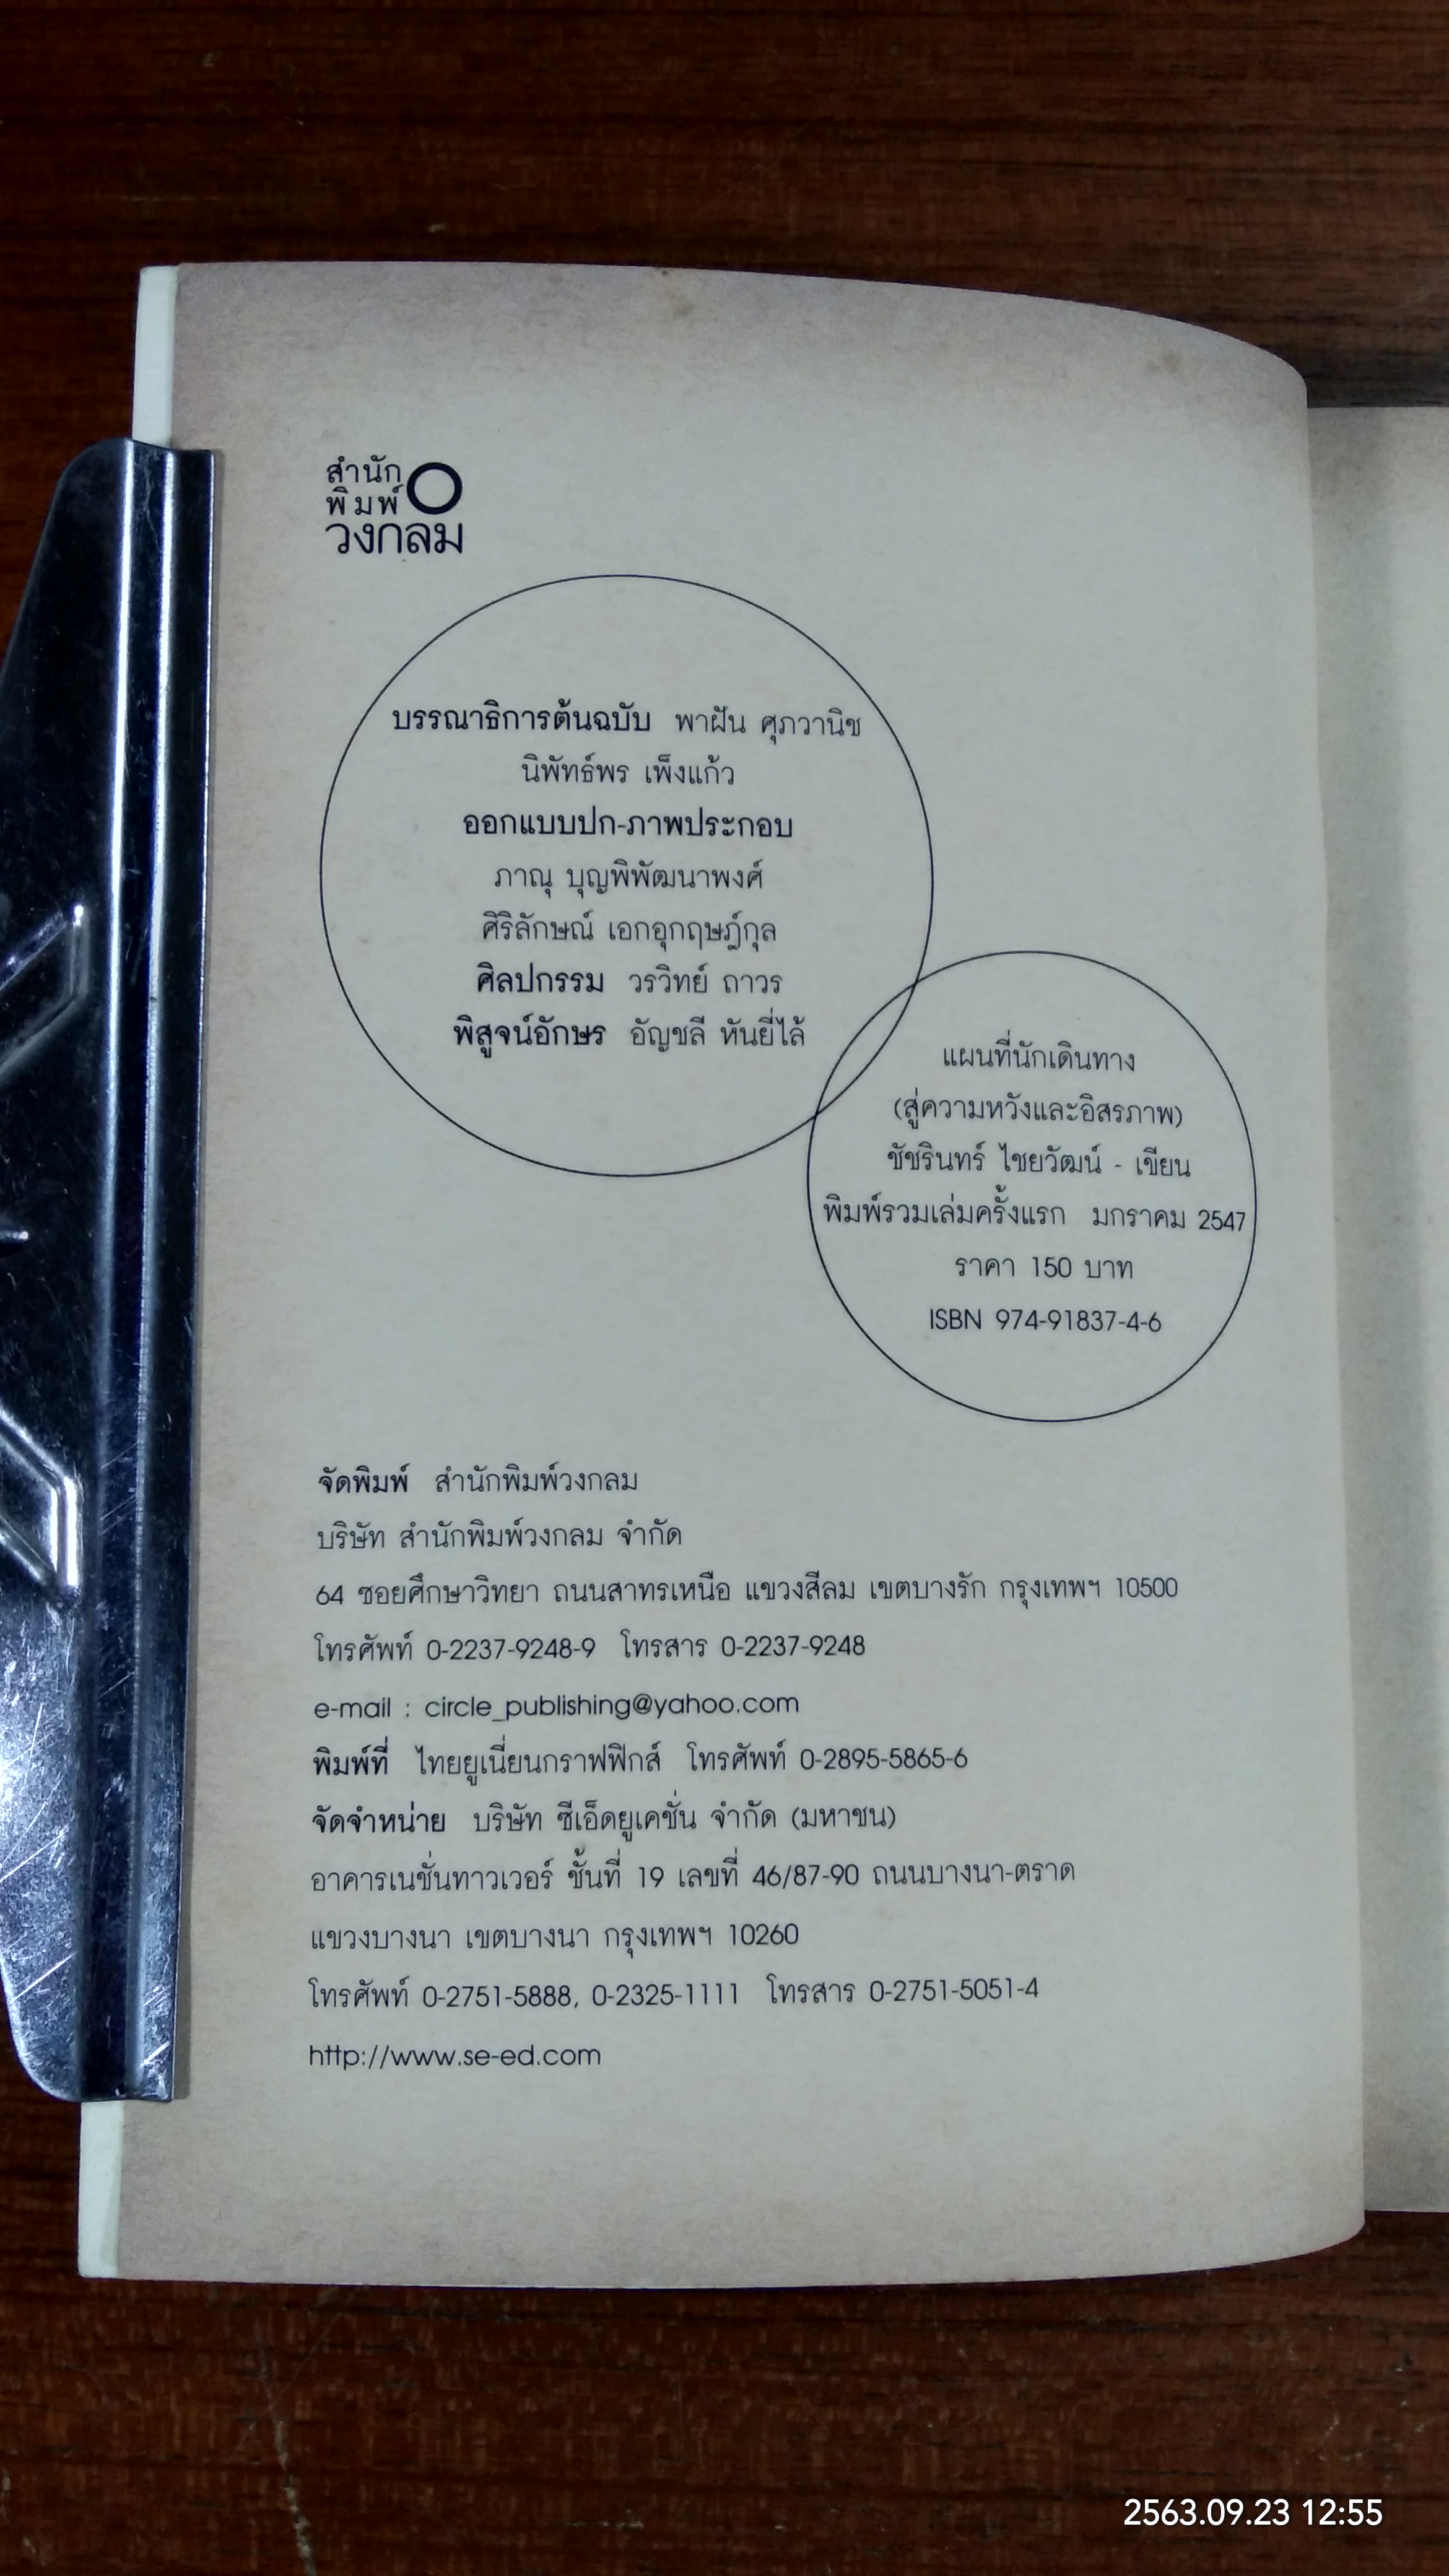 สำนัก
พิมพ์
วงกลม
บรรณาธิการต้นฉบับ พาฝัน ศุภวานิช
นิพัทธ์พร เพ็งแก้ว
ออกแบบปก-ภาพประกอบ
ภาณุ บุญพิพัฒนาพงศ์
ศิริลักษณ์ เอกอุกฤษฎ์กุล
ศิลปกรรม วรวิทย์ ถาวร
พิสูจน์อักษร อัญชลี หันยี่ไล้
แผนที่นักเดินทาง
(สู่ความหวังและอิสรภาพ)
ชัชรินทร์ ไชยวัฒน์ - เขียน
พิมพ์รวมเล่มครั้งแรก มกราคม 2547
ราคา 150 บาท
ISBN 974-91837-4-6
จัดพิมพ์ สำนักพิมพ์วงกลม
บริษัท สำนักพิมพ์วงกลม จำกัด
64 ซอยศึกษาวิทยา ถนนสาทรเหนือ แขวงสีลม เขตบางรัก กรุงเทพฯ 10500
โทรศัพท์ 0-2237-9248-9 โทรสาร 0-2237-9248
e-mail : circle_publishing@yahoo.com
พิมพ์ที่ ไทยยูเนี่ยนกราฟฟิกส์ โทรศัพท์ 0-2895-5865-6
จัดจำหน่าย บริษัท ซีเอ็ดยูเคชั่น จำกัด (มหาชน)
อาคารเนชั่นทาวเวอร์ ชั้นที่ 19 เลขที่ 46/87-90 ถนนบางนา-ตราด
แขวงบางนา เขตบางนา กรุงเทพฯ 10260
โทรศัพท์ 0-2751-5888, 0-2325-1111 โทรสาร 0-2751-5051-4
http://www.se-ed.com
2563.09.23 12:55